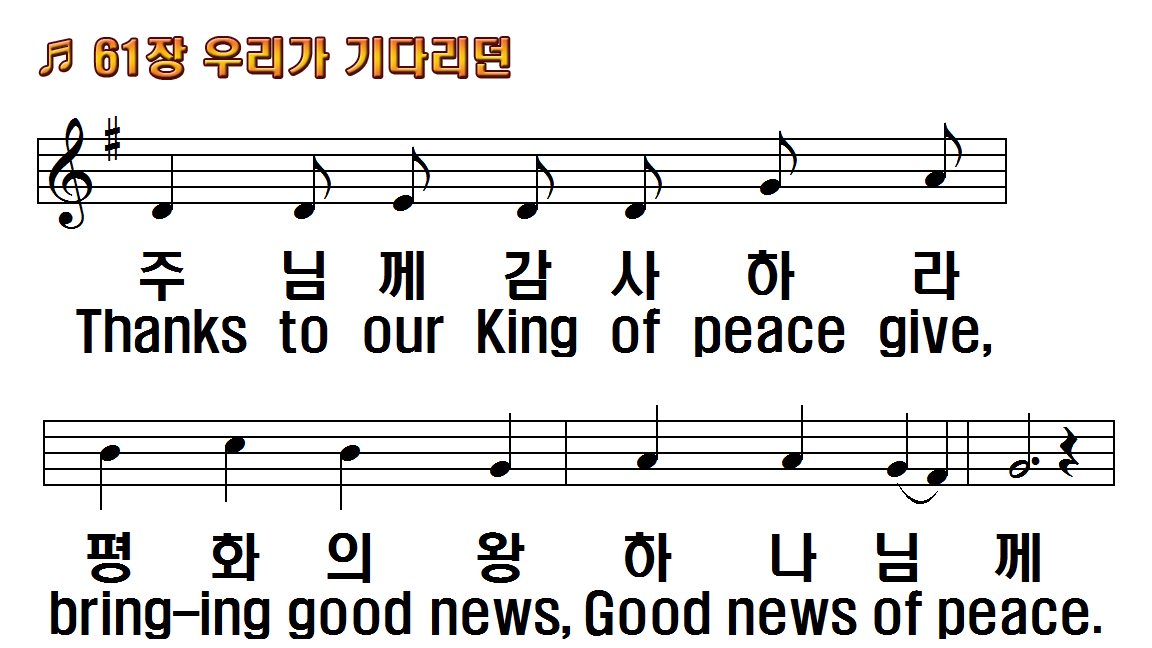 ♬ 61장 우리가 기다리던
주 님 께 감 사 하 라
Thanks to our King of peace give,
평 화 의 왕 하 나 님 께
bring-ing good news, Good news of peace.